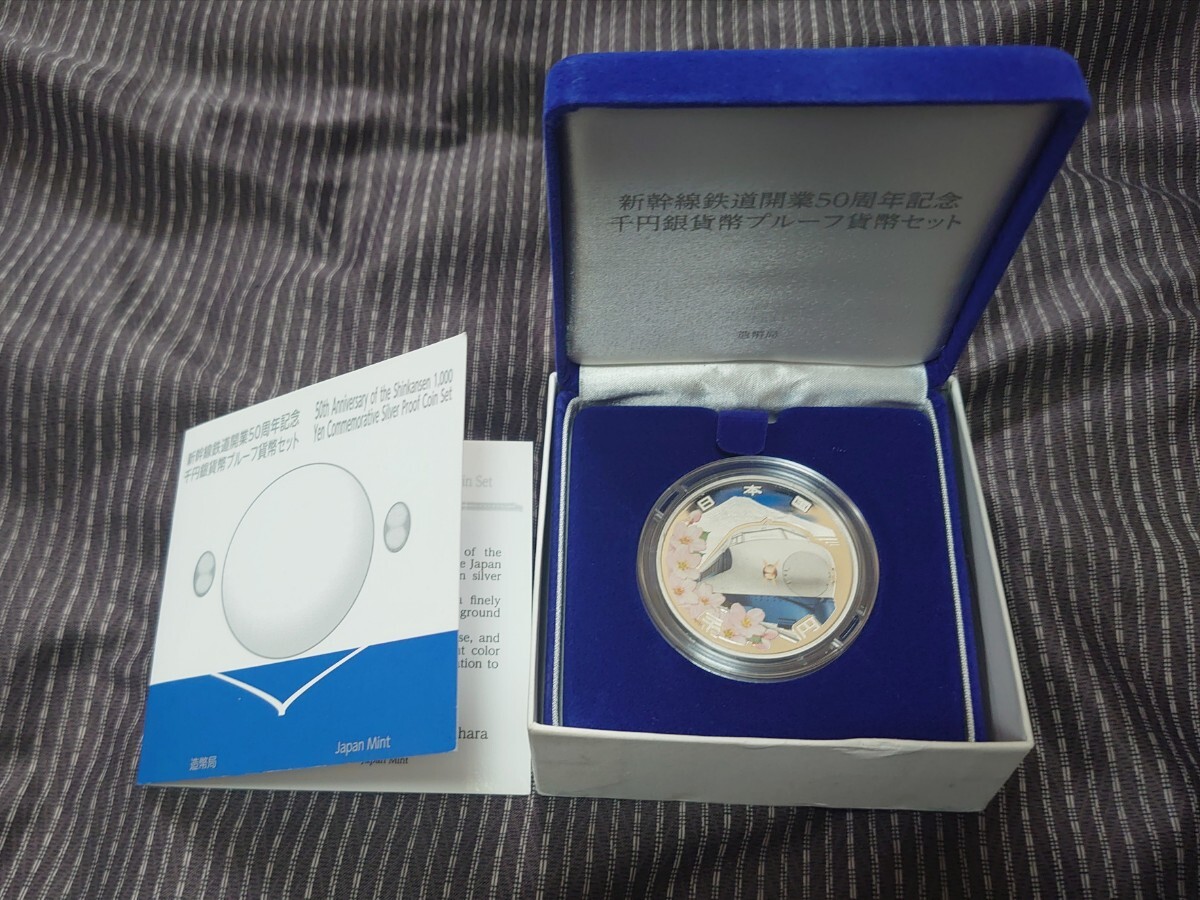 新幹線鉄道開業50周年記念
千円銀貨幣プルーフ貨幣セット
造幣局
新幹線鉄道開業50周年記念
千円銀貨幣プルーフ貨幣セット
50th Anniversary of the Shinkansen 1,000
Yen Commemorative Silver Proof Coin Set
造幣局
Japan Mint
in Set
of the
e Japan
n silver
finely
ground
se, and
nt color
ation to
hara
Japan Mint
日本国
千円